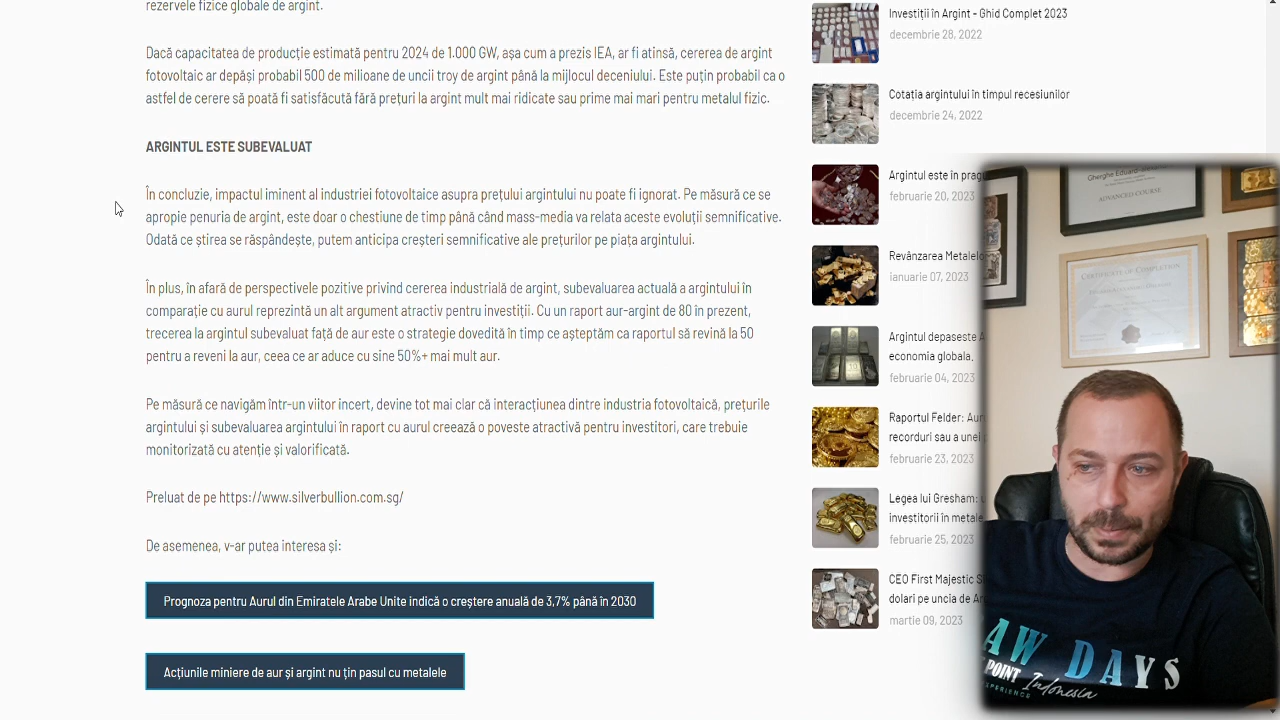 rezervele fizice globale de argint.
Dacă capacitatea de producție estimată pentru 2024 de 1.000 GW, așa cum a prezis IEA, ar fi atinsă, cererea de argint
fotovoltaic ar depăși probabil 500 de milioane de uncii troy de argint până la mijlocul deceniului. Este puțin probabil ca o
astfel de cerere să poată fi satisfăcută fără prețuri la argint mult mai ridicate sau prime mai mari pentru metalul fizic.
ARGINTUL ESTE SUBEVALUAT
În concluzie, impactul iminent al industriei fotovoltaice asupra prețului argintului nu poate fi ignorat. Pe măsură ce se
apropie penuria de argint, este doar o chestiune de timp până când mass-media va relata aceste evoluții semnificative.
Odată ce știrea se răspândește, putem anticipa creșteri semnificative ale prețurilor pe piața argintului.
În plus, în afară de perspectivele pozitive privind cererea industrială de argint, subevaluarea actuală a argintului în
comparație cu aurul reprezintă un alt argument atractiv pentru investiții. Cu un raport aur-argint de 80 în prezent,
trecerea la argintul subevaluat față de aur este o strategie dovedită în timp ce așteptăm ca raportul să revină la 50
pentru a reveni la aur, ceea ce ar aduce cu sine 50%+ mai mult aur.
Pe măsură ce navigăm într-un viitor incert, devine tot mai clar că interacțiunea dintre industria fotovoltaică, prețurile
argintului și subevaluarea argintului în raport cu aurul creează o poveste atractivă pentru investitori, care trebuie
monitorizată cu atenție și valorificată.
Preluat de pe https://www.silverbullion.com.sg/
De asemenea, v-ar putea interesa și:
Prognoza pentru Aurul din Emiratele Arabe Unite indică o creștere anuală de 3,7% până în 2030
Acțiunile miniere de aur și argint nu țin pasul cu metalele
Investiții în Argint - Ghid Complet 2023
decembrie 28, 2022
Cotația argintului în timpul recesiunilor
decembrie 24, 2022
Argintul este în prag
februarie 20, 2023
Revânzarea Metalelo
ianuarie 07, 2023
Argintul depaseste A
economia globala.
februarie 04, 2023
Raportul Felder: Aur
recorduri sau a unei
februarie 23, 2023
Legea lui Gresham:
investitorii în metale
februarie 25, 2023
CEO First Majestic S
dolari pe uncia de Ar
martie 09, 2023
ADVANCED COURSE
CERTIFICATE OF COMPLETION
AW DAYS
POINT Indonesia
EXPERIENCE